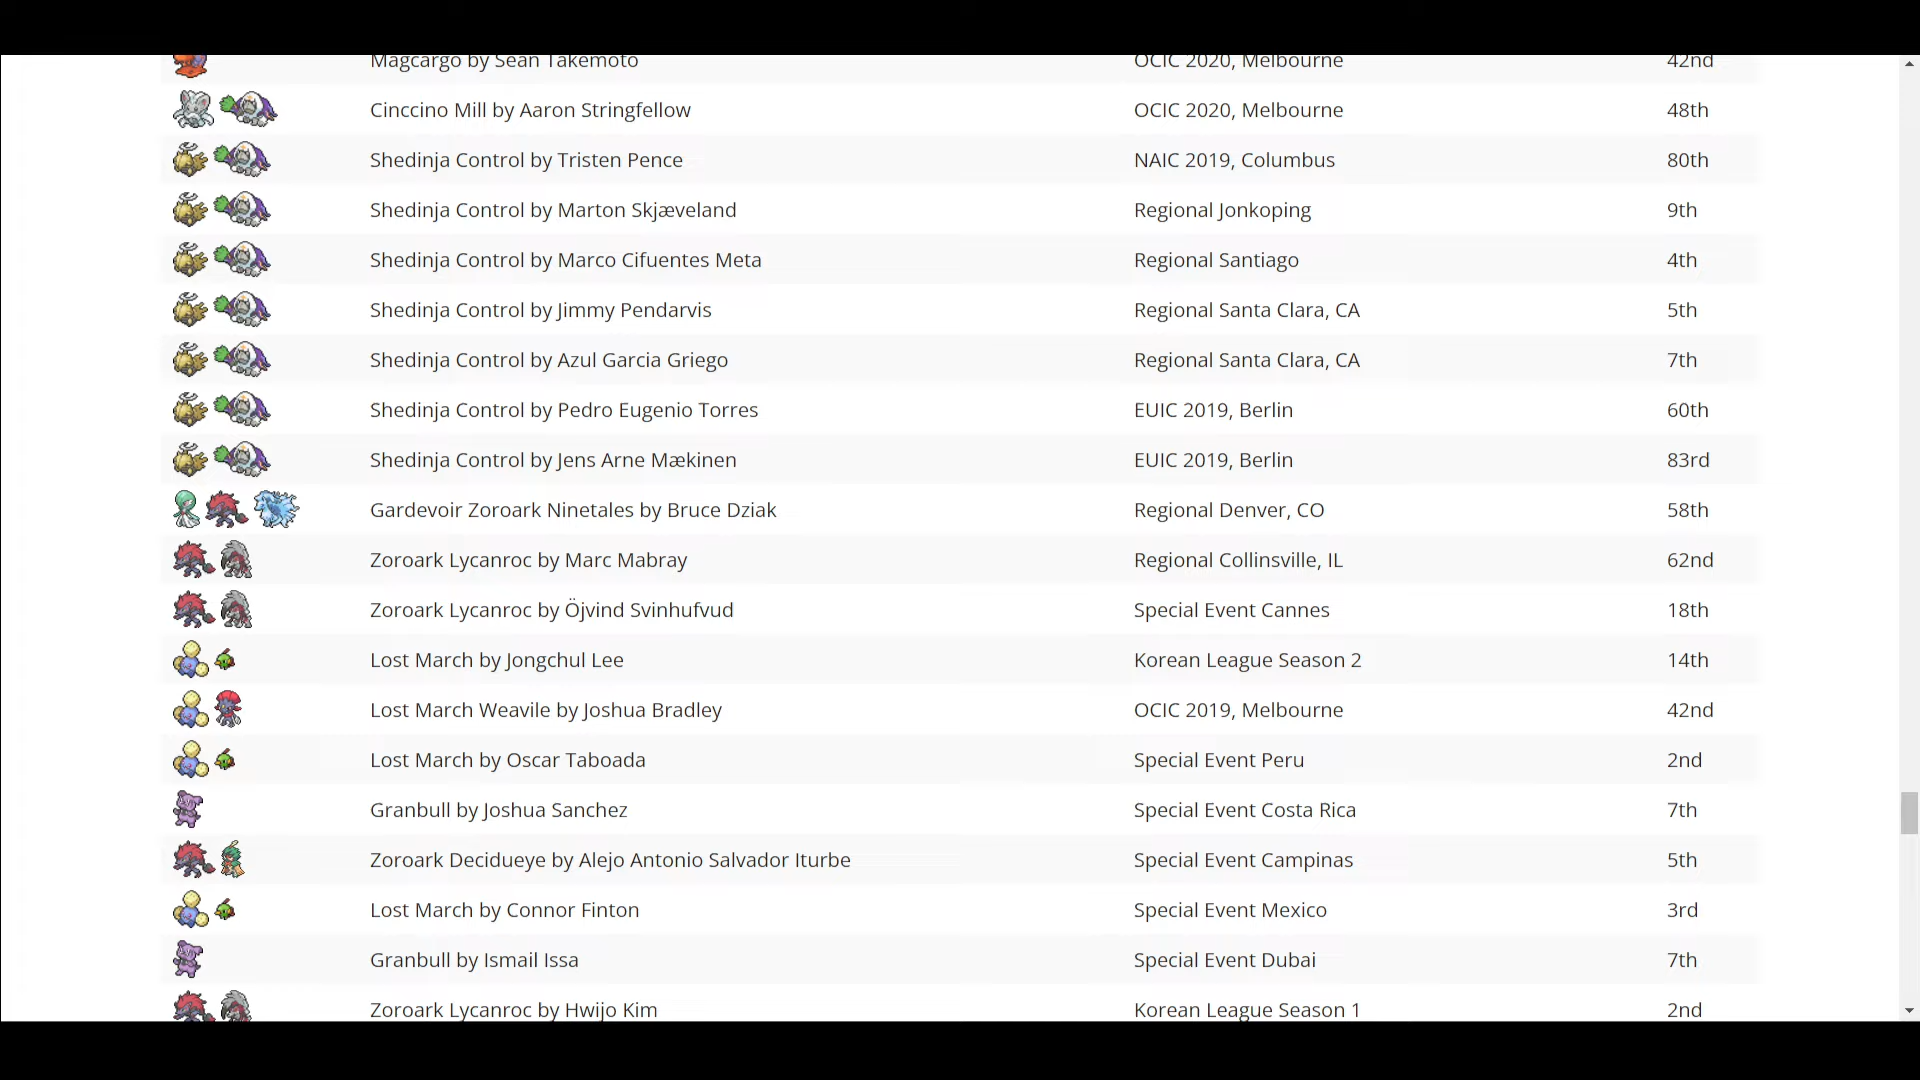 Magcargo by Sean Takemoto OCIC 2020, Melbourne 42nd
Cinccino Mill by Aaron Stringfellow OCIC 2020, Melbourne 48th
Shedinja Control by Tristen Pence NAIC 2019, Columbus 80th
Shedinja Control by Marton Skjæveland Regional Jonkoping 9th
Shedinja Control by Marco Cifuentes Meta Regional Santiago 4th
Shedinja Control by Jimmy Pendarvis Regional Santa Clara, CA 5th
Shedinja Control by Azul Garcia Griego Regional Santa Clara, CA 7th
Shedinja Control by Pedro Eugenio Torres EUIC 2019, Berlin 60th
Shedinja Control by Jens Arne Mækinen EUIC 2019, Berlin 83rd
Gardevoir Zoroark Ninetales by Bruce Dziak Regional Denver, CO 58th
Zoroark Lycanroc by Marc Mabray Regional Collinsville, IL 62nd
Zoroark Lycanroc by Öjvind Svinhufvud Special Event Cannes 18th
Lost March by Jongchul Lee Korean League Season 2 14th
Lost March Weavile by Joshua Bradley OCIC 2019, Melbourne 42nd
Lost March by Oscar Taboada Special Event Peru 2nd
Granbull by Joshua Sanchez Special Event Costa Rica 7th
Zoroark Decidueye by Alejo Antonio Salvador Iturbe Special Event Campinas 5th
Lost March by Connor Finton Special Event Mexico 3rd
Granbull by Ismail Issa Special Event Dubai 7th
Zoroark Lycanroc by Hwijo Kim Korean League Season 1 2nd